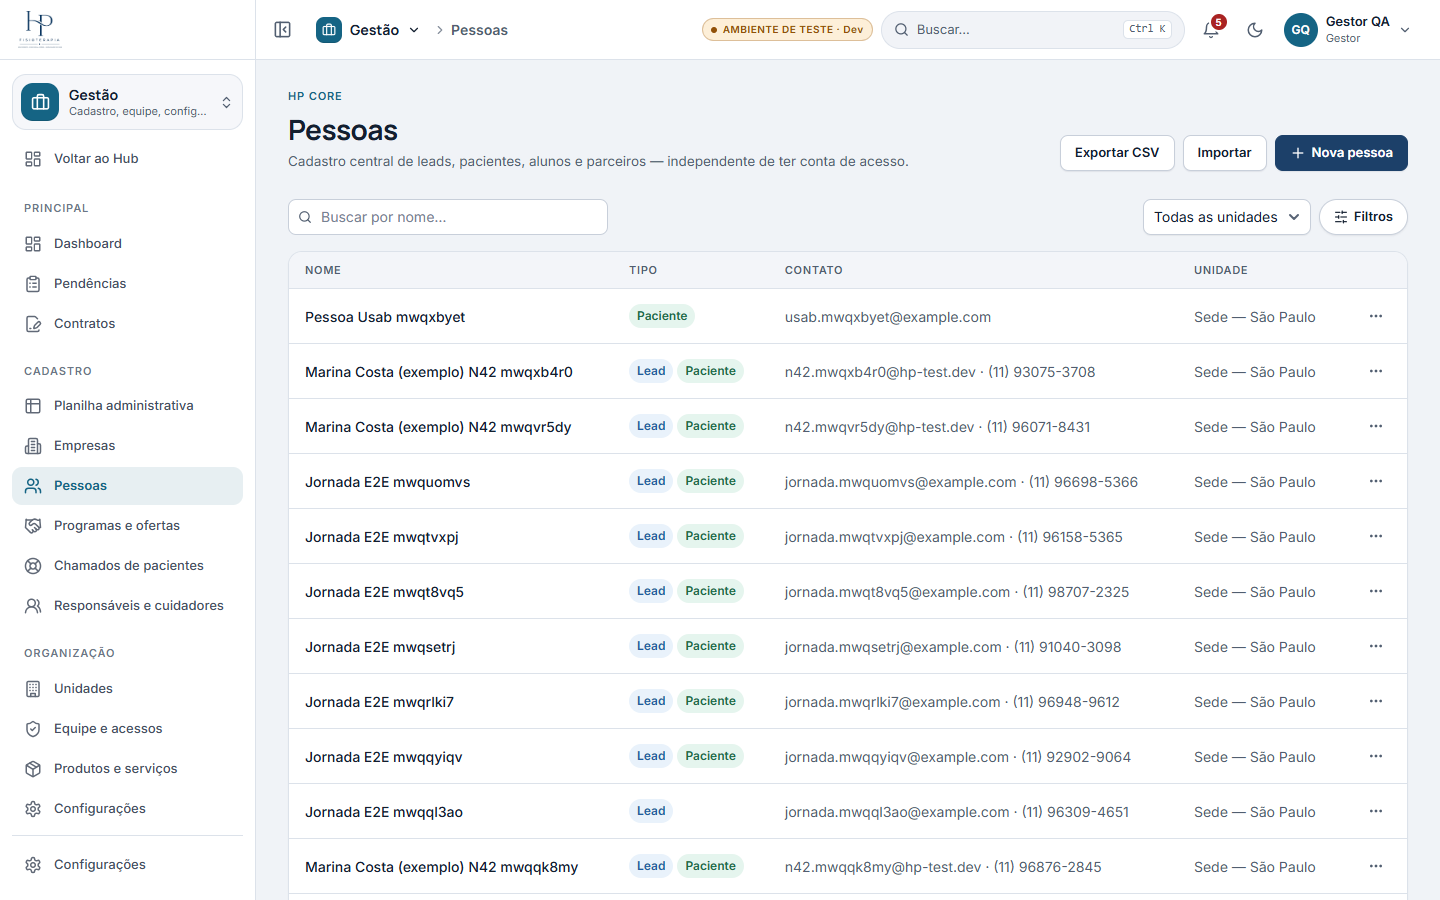 HP
FISIOTERAPIA
Gestão
Pessoas
AMBIENTE DE TESTE · Dev
Buscar...
Ctrl K
5
GQ
Gestor QA
Gestor
Gestão
Cadastro, equipe, config...
Voltar ao Hub
PRINCIPAL
Dashboard
Pendências
Contratos
CADASTRO
Planilha administrativa
Empresas
Pessoas
Programas e ofertas
Chamados de pacientes
Responsáveis e cuidadores
ORGANIZAÇÃO
Unidades
Equipe e acessos
Produtos e serviços
Configurações
Configurações
HP CORE
Pessoas
Cadastro central de leads, pacientes, alunos e parceiros — independente de ter conta de acesso.
Exportar CSV
Importar
Nova pessoa
Buscar por nome...
Todas as unidades
Filtros
NOME TIPO CONTATO UNIDADE
Pessoa Usab mwqxbyet Paciente usab.mwqxbyet@example.com Sede — São Paulo
Marina Costa (exemplo) N42 mwqxb4r0 Lead Paciente n42.mwqxb4r0@hp-test.dev · (11) 93075-3708 Sede — São Paulo
Marina Costa (exemplo) N42 mwqvr5dy Lead Paciente n42.mwqvr5dy@hp-test.dev · (11) 96071-8431 Sede — São Paulo
Jornada E2E mwquomvs Lead Paciente jornada.mwquomvs@example.com · (11) 96698-5366 Sede — São Paulo
Jornada E2E mwqtvxpj Lead Paciente jornada.mwqtvxpj@example.com · (11) 96158-5365 Sede — São Paulo
Jornada E2E mwqt8vq5 Lead Paciente jornada.mwqt8vq5@example.com · (11) 98707-2325 Sede — São Paulo
Jornada E2E mwqsetrj Lead Paciente jornada.mwqsetrj@example.com · (11) 91040-3098 Sede — São Paulo
Jornada E2E mwqrlki7 Lead Paciente jornada.mwqrlki7@example.com · (11) 96948-9612 Sede — São Paulo
Jornada E2E mwqqyiqv Lead Paciente jornada.mwqqyiqv@example.com · (11) 92902-9064 Sede — São Paulo
Jornada E2E mwqql3ao Lead jornada.mwqql3ao@example.com · (11) 96309-4651 Sede — São Paulo
Marina Costa (exemplo) N42 mwqqk8my Lead Paciente n42.mwqqk8my@hp-test.dev · (11) 96876-2845 Sede — São Paulo